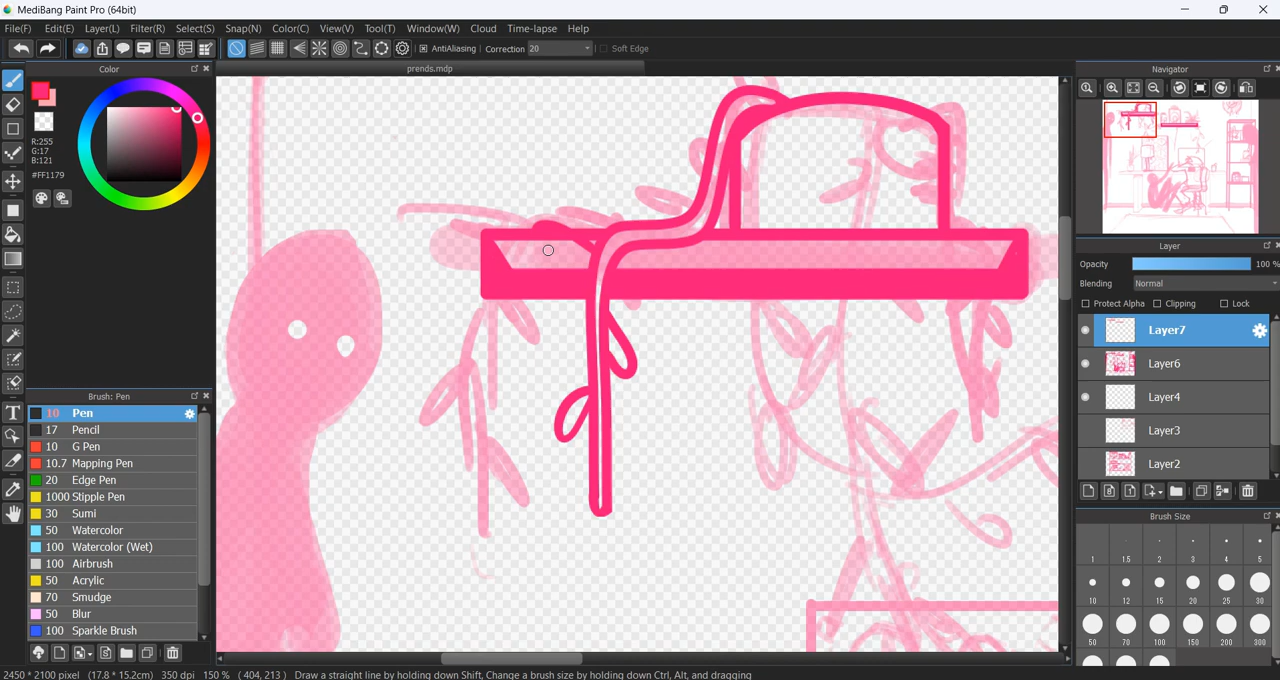 MediBang Paint Pro (64bit)
File(F) Edit(E) Layer(L) Filter(R) Select(S) Snap(N) Color(C) View(V) Tool(T) Window(W) Cloud Time-lapse Help
AntiAliasing Correction 20 Soft Edge
Color
prends.mdp
Navigator
R:255
G:17
B:121
#FF1179
Layer
Opacity 100 %
Blending Normal
Protect Alpha Clipping Lock
Layer7
Layer6
Layer4
Layer3
Layer2
Brush: Pen
10 Pen
17 Pencil
10 G Pen
10.7 Mapping Pen
20 Edge Pen
1000 Stipple Pen
30 Sumi
50 Watercolor
100 Watercolor (Wet)
100 Airbrush
50 Acrylic
70 Smudge
50 Blur
100 Sparkle Brush
Brush Size
1 1.5 2 3 4 5
10 12 15 20 25 30
50 70 100 150 200 300
2450 * 2100 pixel (17.8 * 15.2cm) 350 dpi 150 % ( 404, 213 ) Draw a straight line by holding down Shift, Change a brush size by holding down Ctrl, Alt, and dragging